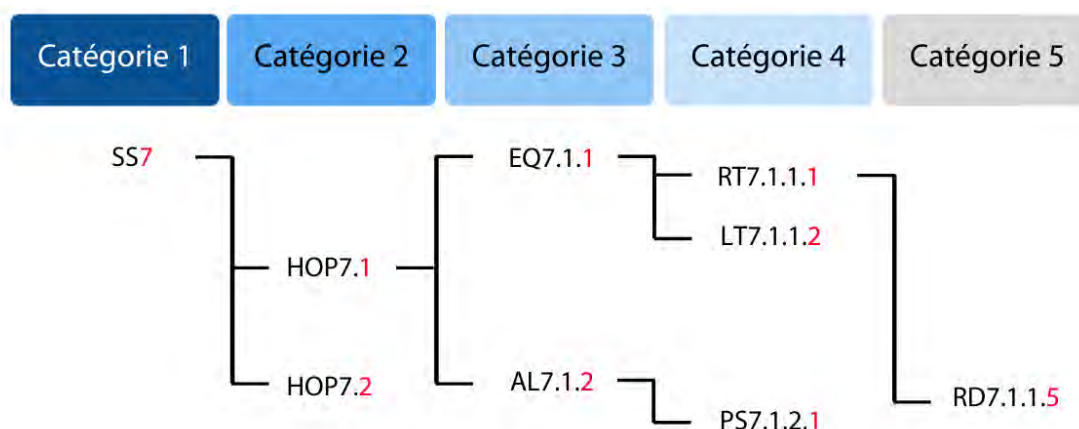 Catégorie 1 Catégorie 2 Catégorie 3 Catégorie 4 Catégorie 5
SS7 EQ7.1.1 RT7.1.1.1
LT7.1.1.2
HOP7.1
HOP7.2 AL7.1.2 RD7.1.1.5
PS7.1.2.1